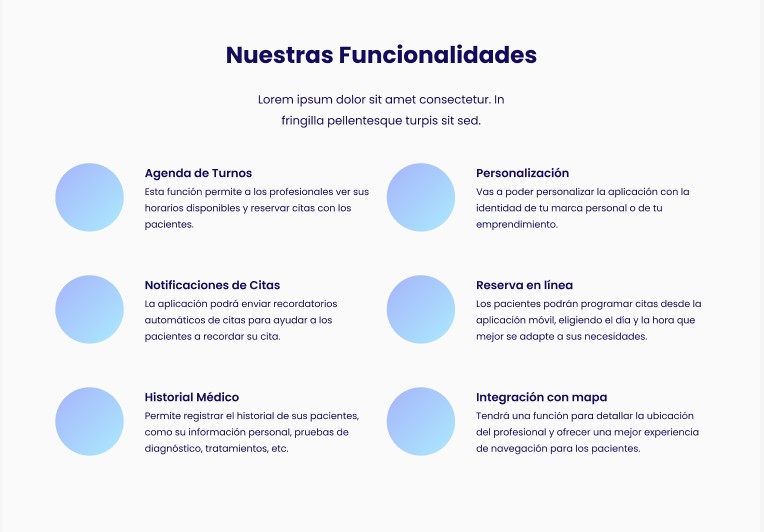 Nuestras Funcionalidades
Lorem ipsum dolor sit amet consectetur. In
fringilla pellentesque turpis sit sed.
Agenda de Turnos
Esta función permite a los profesionales ver sus
horarios disponibles y reservar citas con los
pacientes.
Personalización
Vas a poder personalizar la aplicación con la
identidad de tu marca personal o de tu
emprendimiento.
Notificaciones de Citas
La aplicación podrá enviar recordatorios
automáticos de citas para ayudar a los
pacientes a recordar su cita.
Reserva en línea
Los pacientes podrán programar citas desde la
aplicación móvil, eligiendo el día y la hora que
mejor se adapte a sus necesidades.
Historial Médico
Permite registrar el historial de sus pacientes,
como su información personal, pruebas de
diagnóstico, tratamientos, etc.
Integración con mapa
Tendrá una función para detallar la ubicación
del profesional y ofrecer una mejor experiencia
de navegación para los pacientes.